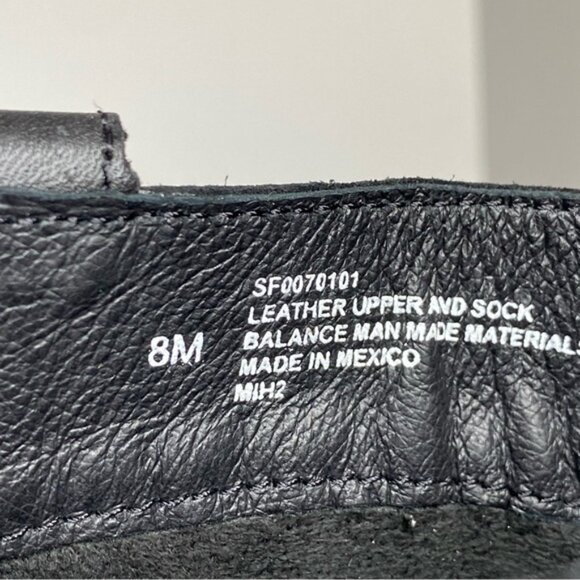 8M
SF0070101
LEATHER UPPER AND SOCK
BALANCE MAN MADE MATERIALS
MADE IN MEXICO
MIH2